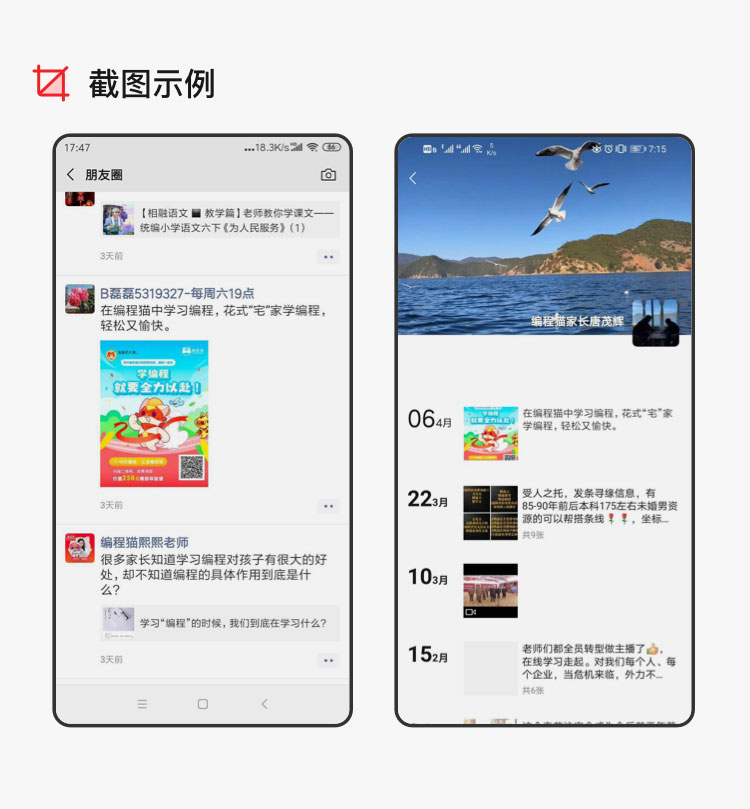 截图示例
17:47
18.3K/s
86
朋友圈
【相融语文 ■ 教学篇】老师教你学课文——
统编小学语文六下《为人民服务》（1）
3天前
B磊磊5319327-每周六19点
在编程猫中学习编程，花式“宅”家学编程，
轻松又愉快。
学编程
就要全力以赴！
3天前
编程猫熙熙老师
很多家长知道学习编程对孩子有很大的好
处，却不知道编程的具体作用到底是什
么？
学习“编程”的时候，我们到底在学习什么？
3天前
5
K/s
7:15
编程猫家长唐茂辉
06 4月
学编程
就要全力以赴！
在编程猫中学习编程，花式“宅”家
学编程，轻松又愉快。
22 3月
受人之托，发条寻缘信息，有
85-90年前后本科175左右未婚男资
源的可以帮搭条线🌹🌹，坐标...
共9张
10 3月
15 2月
老师们都全员转型做主播了👍，
在线学习走起。对我们每个人、每
个企业，当危机来临，外力不...
共6张